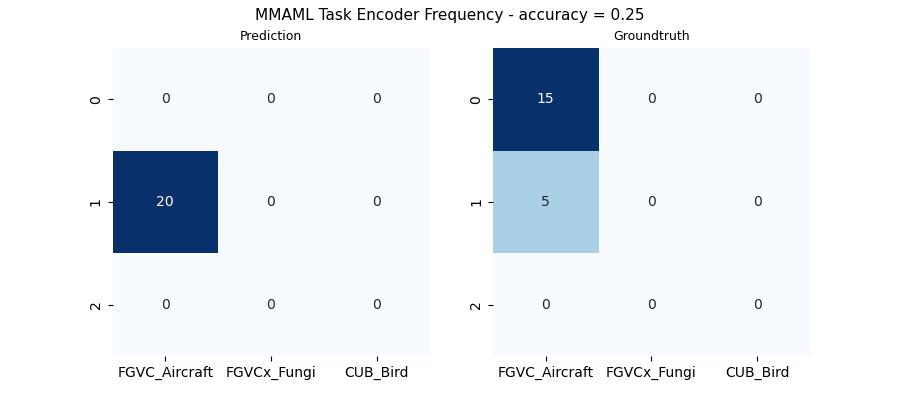 MMAML Task Encoder Frequency - accuracy = 0.25
Prediction
Groundtruth
0 0 0 0
1 20 0 0
2 0 0 0
FGVC_Aircraft FGVCx_Fungi CUB_Bird
0 15 0 0
1 5 0 0
2 0 0 0
FGVC_Aircraft FGVCx_Fungi CUB_Bird